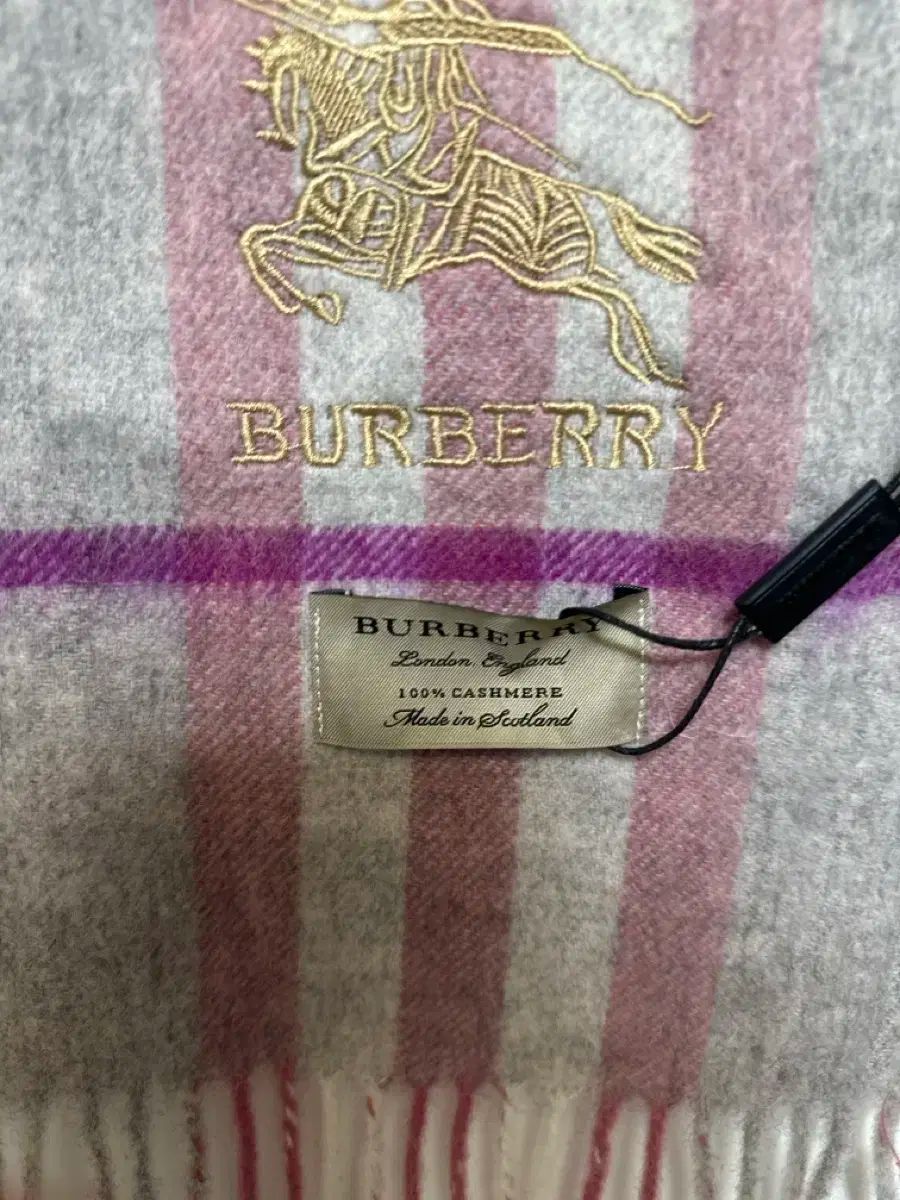 BURBERRY
BURBERRY
London, England
100% CASHMERE
Made in Scotland